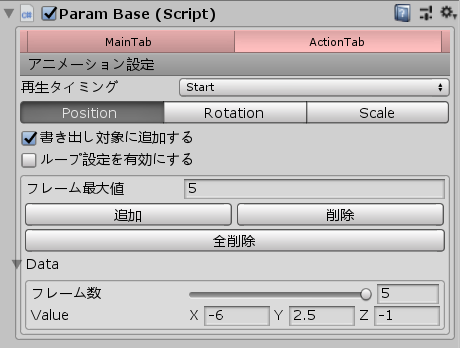 Param Base (Script)
MainTab ActionTab
アニメーション設定
再生タイミング Start
Position Rotation Scale
書き出し対象に追加する
ループ設定を有効にする
フレーム最大値 5
追加 削除
全削除
Data
フレーム数 5
Value X -6 Y 2.5 Z -1